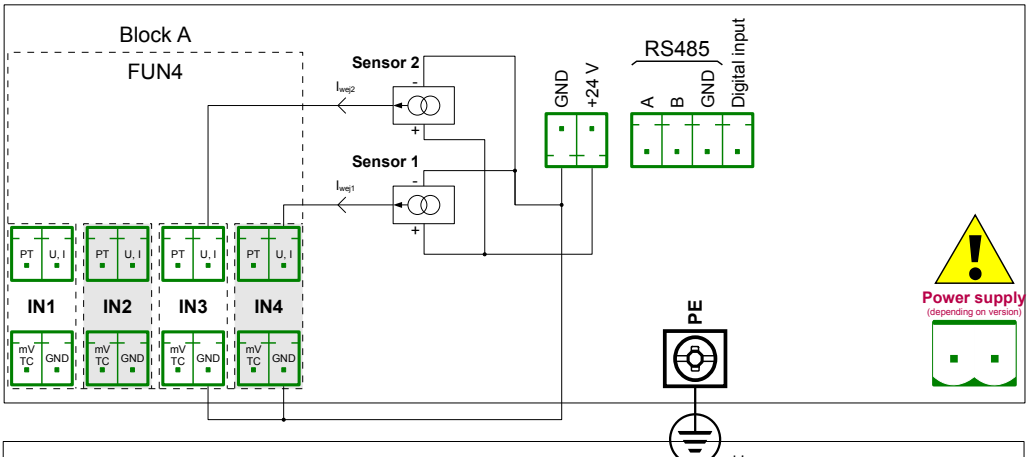 Block A
FUN4
Sensor 2
-
+
I wej2
Sensor 1
-
+
I wej1
GND
+24 V
RS485
A
B
GND
Digital input
PT U, I
PT U, I
PT U, I
PT U, I
IN1
IN2
IN3
IN4
mV TC GND
mV TC GND
mV TC GND
mV TC GND
PE
!
Power supply
(depending on version)